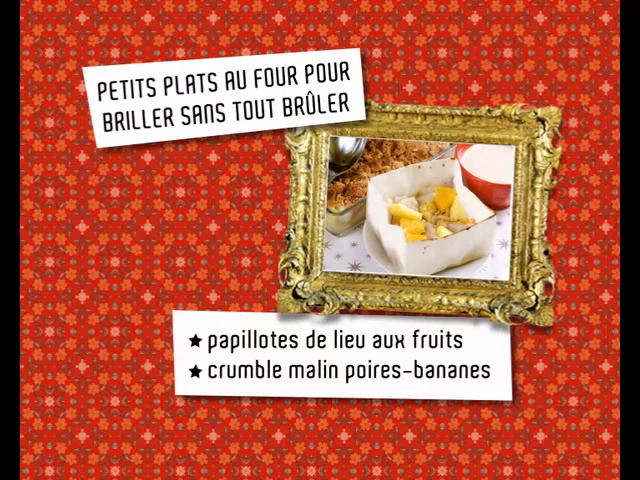 PETITS PLATS AU FOUR POUR
BRILLER SANS TOUT BRÛLER
★ papillotes de lieu aux fruits
★ crumble malin poires-bananes